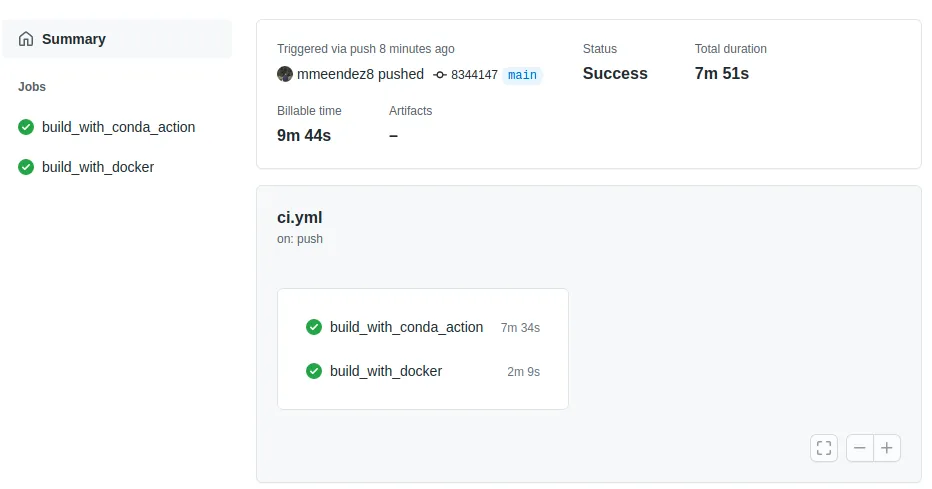 Summary
Jobs
build_with_conda_action
build_with_docker
Triggered via push 8 minutes ago
mmeendez8 pushed 8344147 main
Status
Success
Total duration
7m 51s
Billable time
9m 44s
Artifacts
–
ci.yml
on: push
build_with_conda_action 7m 34s
build_with_docker 2m 9s